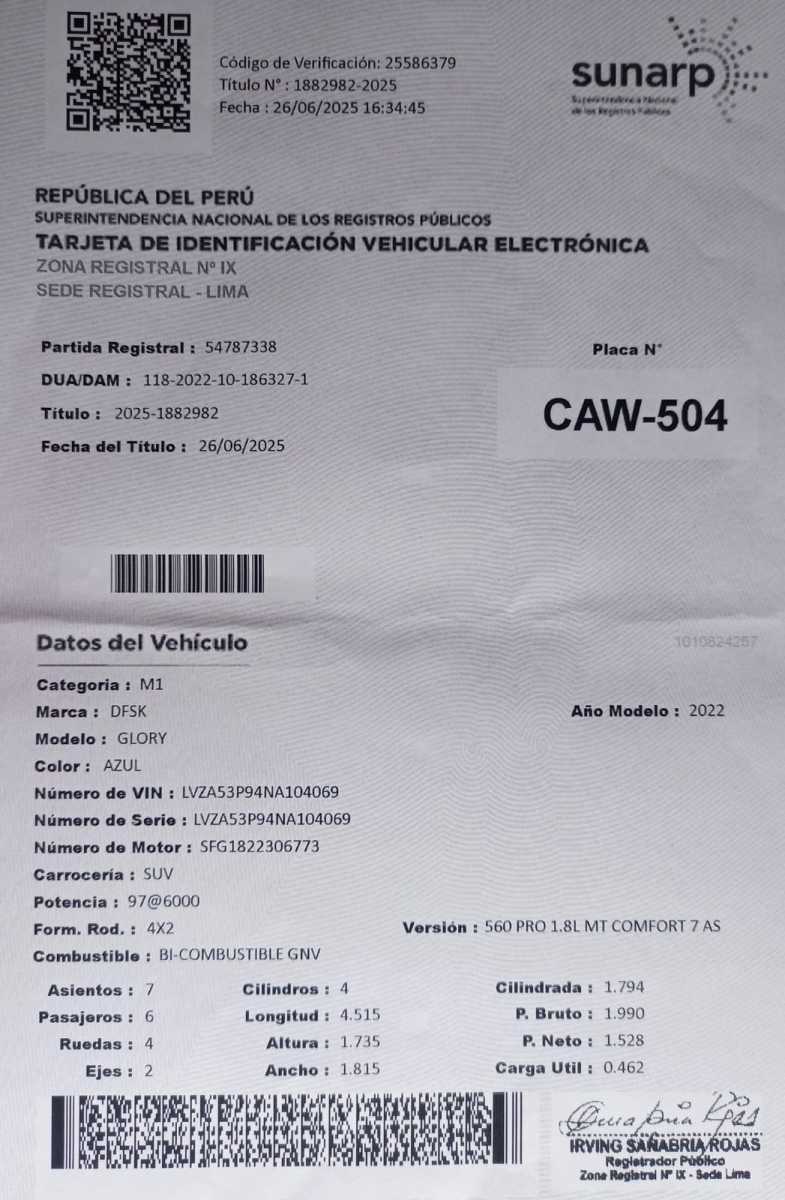 Código de Verificación: 25586379
Título N° : 1882982-2025
Fecha : 26/06/2025 16:34:45
sunarp
Superintendencia Nacional
de los Registros Públicos
REPÚBLICA DEL PERÚ
SUPERINTENDENCIA NACIONAL DE LOS REGISTROS PÚBLICOS
TARJETA DE IDENTIFICACIÓN VEHICULAR ELECTRÓNICA
ZONA REGISTRAL Nº IX
SEDE REGISTRAL - LIMA
Partida Registral : 54787338
Placa N°
DUA/DAM : 118-2022-10-186327-1
CAW-504
Título : 2025-1882982
Fecha del Título : 26/06/2025
Datos del Vehículo
1010824257
Categoria : M1
Marca : DFSK
Año Modelo : 2022
Modelo : GLORY
Color : AZUL
Número de VIN : LVZA53P94NA104069
Número de Serie : LVZA53P94NA104069
Número de Motor : SFG1822306773
Carrocería : SUV
Potencia : 97@6000
Form. Rod. : 4X2
Versión : 560 PRO 1.8L MT COMFORT 7 AS
Combustible : BI-COMBUSTIBLE GNV
Asientos : 7 Cilindros : 4 Cilindrada : 1.794
Pasajeros : 6 Longitud : 4.515 P. Bruto : 1.990
Ruedas : 4 Altura : 1.735 P. Neto : 1.528
Ejes : 2 Ancho : 1.815 Carga Util : 0.462
IRVING SAÑABRIA ROJAS
Registrador Público
Zona Registral Nº IX - Sede Lima